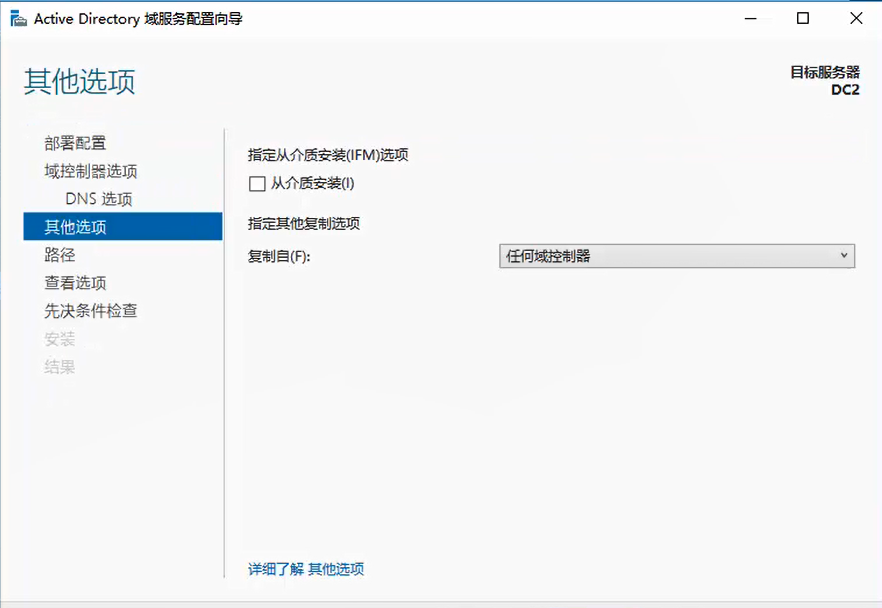 Active Directory 域服务配置向导
其他选项
目标服务器
DC2
部署配置
域控制器选项
DNS 选项
其他选项
路径
查看选项
先决条件检查
安装
结果
指定从介质安装(IFM)选项
从介质安装(I)
指定其他复制选项
复制自(F):
任何域控制器
详细了解 其他选项